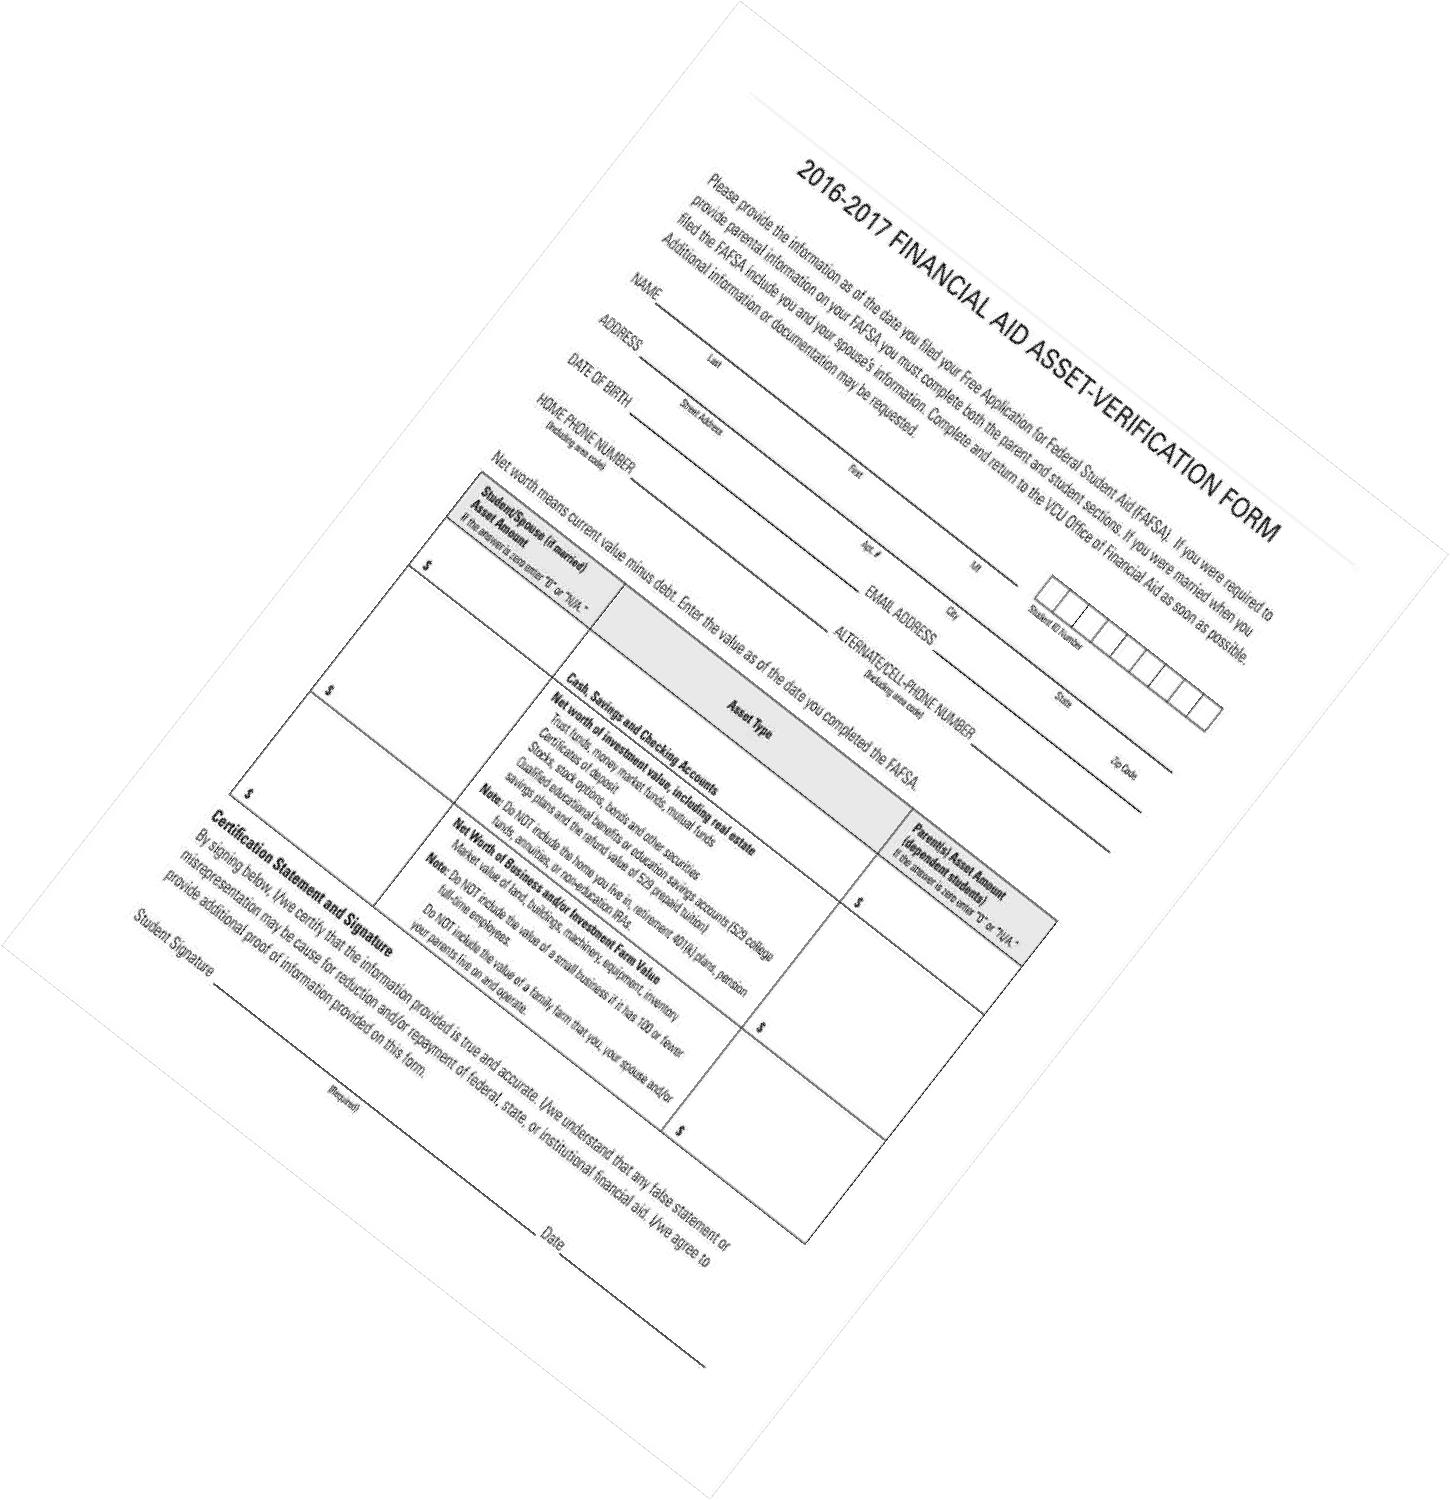 2016-2017 FINANCIAL AID ASSET-VERIFICATION FORM
Please provide the information as of the date you filed your Free Application for Federal Student Aid (FAFSA). If you were required to
provide parental information on your FAFSA you must complete both the parent and student sections. If you were married when you
filed the FAFSA include you and your spouse's information. Complete and return to the VCU Office of Financial Aid as soon as possible.
Additional information or documentation may be requested.
NAME
Last First MI Student ID Number
ADDRESS
Street Address Apt. # City State Zip Code
DATE OF BIRTH EMAIL ADDRESS
HOME PHONE NUMBER ALTERNATE/CELL-PHONE NUMBER
(Including area code) (Including area code)
Net worth means current value minus debt. Enter the value as of the date you completed the FAFSA.
Student/Spouse (if married)
Asset Amount
If the answer is zero enter "0" or "N/A."
Asset Type
Parent(s) Asset Amount
(dependent students)
If the answer is zero enter "0" or "N/A."
$
Cash, Savings and Checking Accounts
$
$
Net worth of investment value, including real estate
Trust funds, money market funds, mutual funds
Certificates of deposit
Stocks, stock options, bonds and other securities
Qualified educational benefits or education savings accounts (529 college
savings plans and the refund value of 529 prepaid tuition)
Note: Do NOT include the home you live in, retirement 401(k) plans, pension
funds, annuities, or non-education IRAs.
$
$
Net Worth of Business and/or Investment Farm Value
Market value of land, buildings, machinery, equipment, inventory
Note: Do NOT include the value of a small business if it has 100 or fewer
full-time employees.
Do NOT include the value of a family farm that you, your spouse and/or
your parents live on and operate.
$
Certification Statement and Signature
By signing below, I/we certify that the information provided is true and accurate. I/we understand that any false statement or
misrepresentation may be cause for reduction and/or repayment of federal, state, or institutional financial aid. I/we agree to
provide additional proof of information provided on this form.
Student Signature Date
(Required)